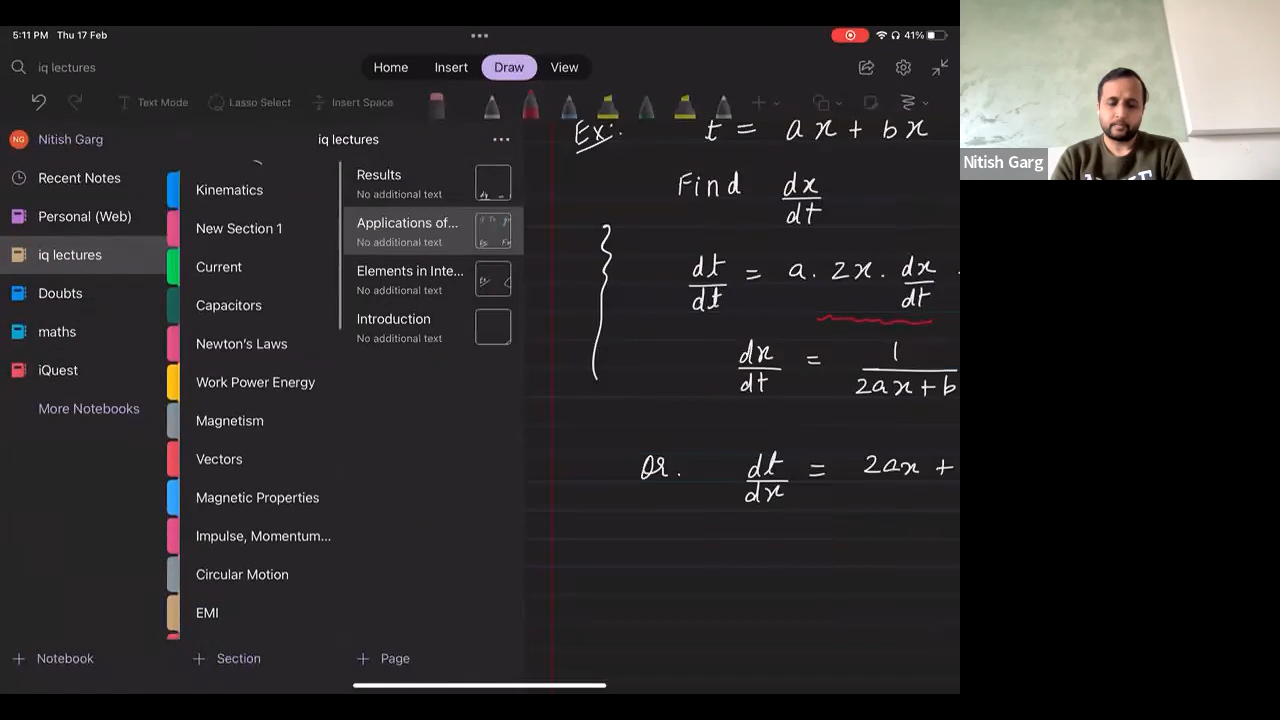 5:11 PM Thu 17 Feb
41%
iq lectures
Home Insert Draw View
Text Mode Lasso Select Insert Space
NG Nitish Garg
Recent Notes
Personal (Web)
iq lectures
Doubts
maths
iQuest
More Notebooks
+ Notebook
Kinematics
New Section 1
Current
Capacitors
Newton's Laws
Work Power Energy
Magnetism
Vectors
Magnetic Properties
Impulse, Momentum...
Circular Motion
EMI
+ Section
iq lectures
Results
No additional text
Applications of...
No additional text
Elements in Inte...
No additional text
Introduction
No additional text
+ Page
Ex: t = ax + bx
Find dx/dt
dt/dt = a. 2x. dx/dt
dx/dt = 1/(2ax + b
Or. dt/dx = 2ax +
Nitish Garg